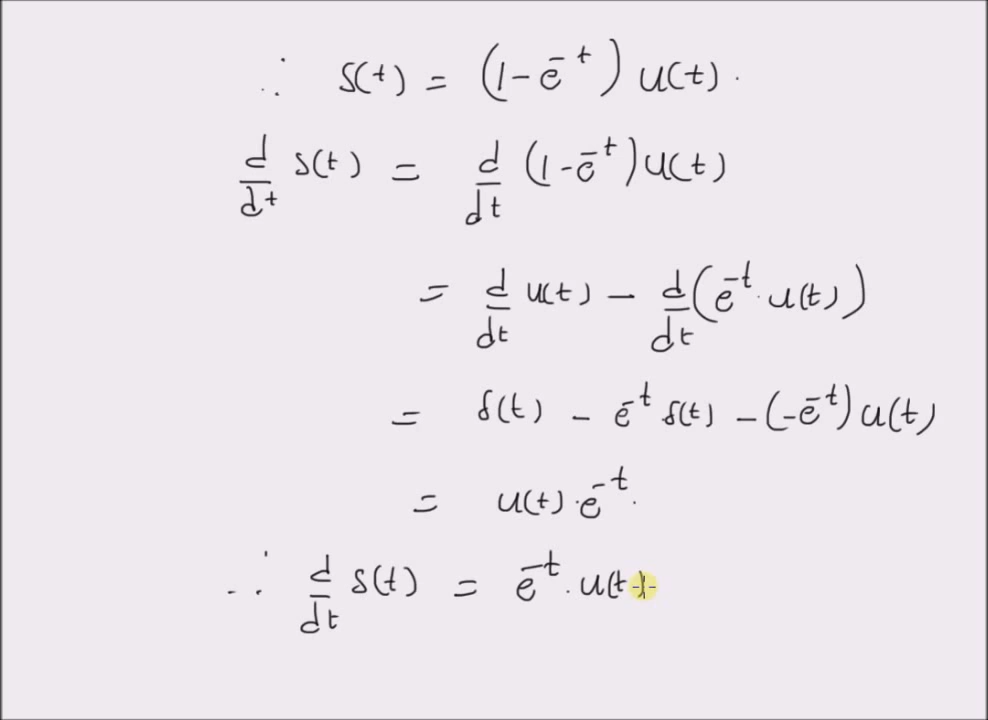 ∴ s(t) = (1 - e^-t) u(t).
d/dt s(t) = d/dt (1 - e^-t) u(t)
= d/dt u(t) - d/dt (e^-t · u(t))
= δ(t) - e^-t δ(t) - (-e^-t) u(t)
= u(t) · e^-t.
∴ d/dt s(t) = e^-t · u(t)